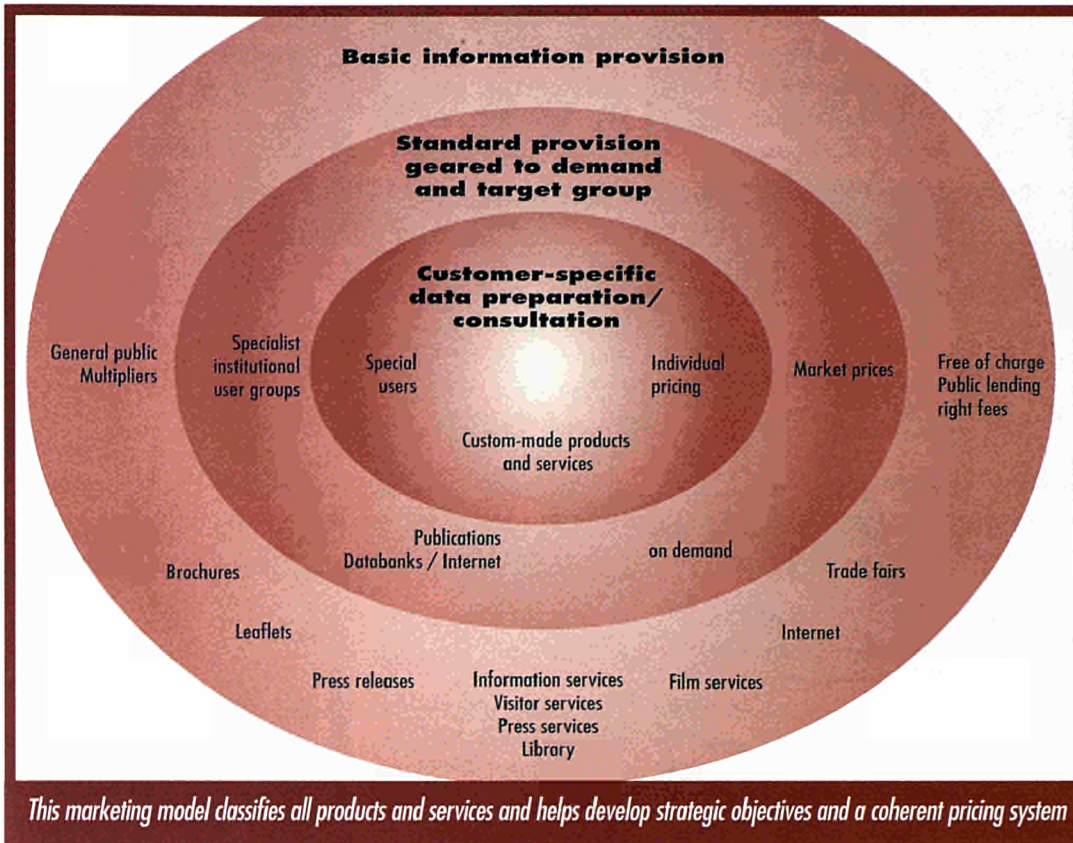 Basic information provision
Standard provision
geared to demand
and target group
Customer-specific
data preparation/
consultation
General public
Multipliers
Specialist
institutional
user groups
Special
users
Individual
pricing
Market prices
Free of charge
Public lending
right fees
Custom-made products
and services
Publications
Databanks / Internet
on demand
Brochures
Trade fairs
Leaflets
Internet
Press releases
Information services
Visitor services
Press services
Library
Film services
This marketing model classifies all products and services and helps develop strategic objectives and a coherent pricing system